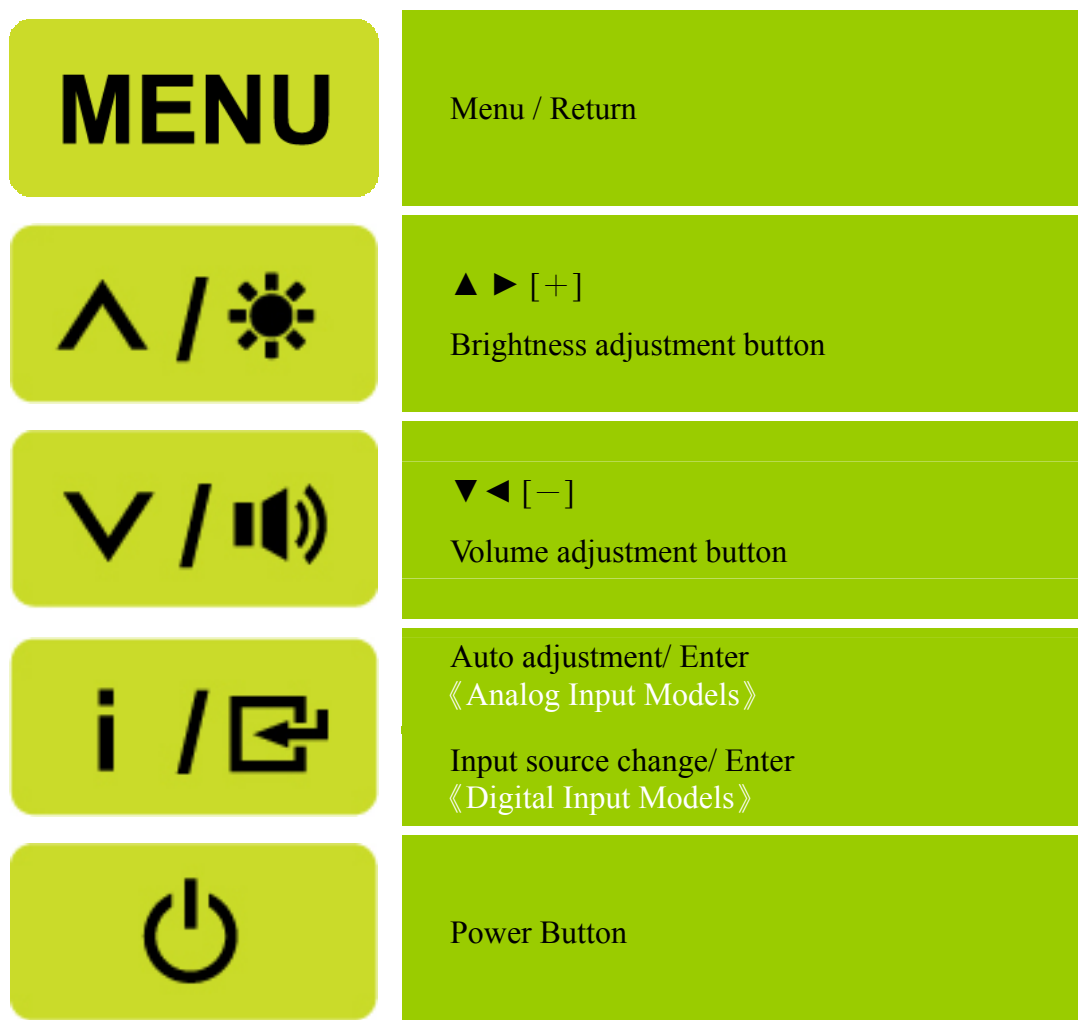 MENU
Menu / Return
∧ / ☀
▲ ► [+]
Brightness adjustment button
∨ / 🔊
▼◄ [−]
Volume adjustment button
i /
Auto adjustment/ Enter
《Analog Input Models》
Input source change/ Enter
《Digital Input Models》
Power Button